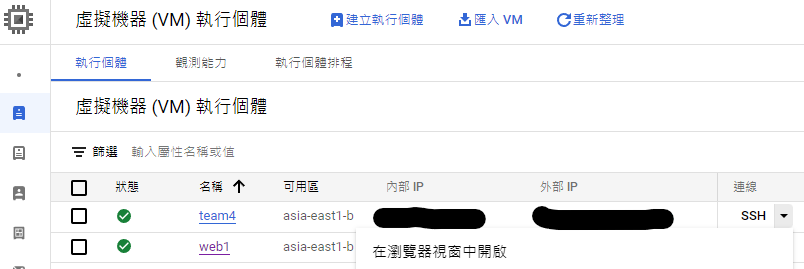 虛擬機器 (VM) 執行個體 建立執行個體 匯入 VM 重新整理
執行個體 觀測能力 執行個體排程
虛擬機器 (VM) 執行個體
篩選 輸入屬性名稱或值
狀態 名稱 可用區 內部 IP 外部 IP 連線
team4 asia-east1-b SSH
web1 asia-east1-b
在瀏覽器視窗中開啟